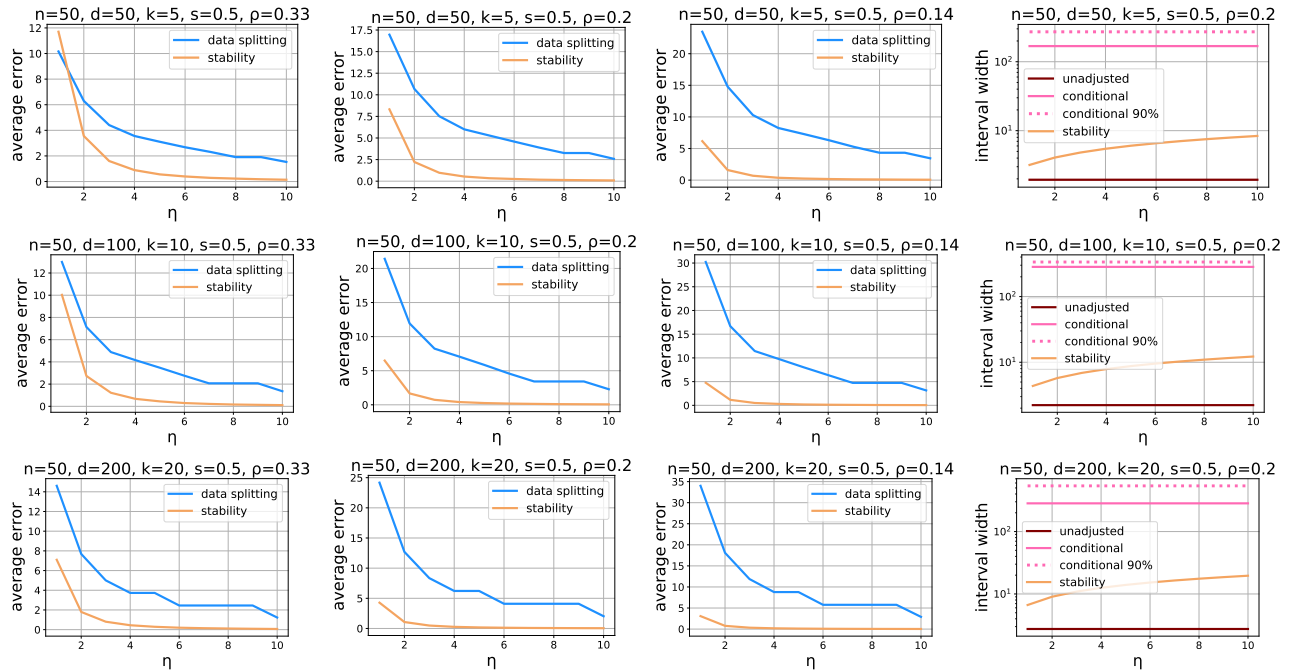 n=50, d=50, k=5, s=0.5, ρ=0.33
average error
12
10
8
6
4
2
0
data splitting
stability
2 4 6 8 10
η
n=50, d=50, k=5, s=0.5, ρ=0.2
average error
17.5
15.0
12.5
10.0
7.5
5.0
2.5
0.0
data splitting
stability
2 4 6 8 10
η
n=50, d=50, k=5, s=0.5, ρ=0.14
average error
20
15
10
5
0
data splitting
stability
2 4 6 8 10
η
n=50, d=50, k=5, s=0.5, ρ=0.2
interval width
10²
10¹
unadjusted
conditional
conditional 90%
stability
2 4 6 8 10
η
n=50, d=100, k=10, s=0.5, ρ=0.33
average error
12
10
8
6
4
2
0
data splitting
stability
2 4 6 8 10
η
n=50, d=100, k=10, s=0.5, ρ=0.2
average error
20
15
10
5
0
data splitting
stability
2 4 6 8 10
η
n=50, d=100, k=10, s=0.5, ρ=0.14
average error
30
25
20
15
10
5
0
data splitting
stability
2 4 6 8 10
η
n=50, d=100, k=10, s=0.5, ρ=0.2
interval width
10²
10¹
unadjusted
conditional
conditional 90%
stability
2 4 6 8 10
η
n=50, d=200, k=20, s=0.5, ρ=0.33
average error
14
12
10
8
6
4
2
0
data splitting
stability
2 4 6 8 10
η
n=50, d=200, k=20, s=0.5, ρ=0.2
average error
25
20
15
10
5
0
data splitting
stability
2 4 6 8 10
η
n=50, d=200, k=20, s=0.5, ρ=0.14
average error
35
30
25
20
15
10
5
0
data splitting
stability
2 4 6 8 10
η
n=50, d=200, k=20, s=0.5, ρ=0.2
interval width
10²
10¹
unadjusted
conditional
conditional 90%
stability
2 4 6 8 10
η